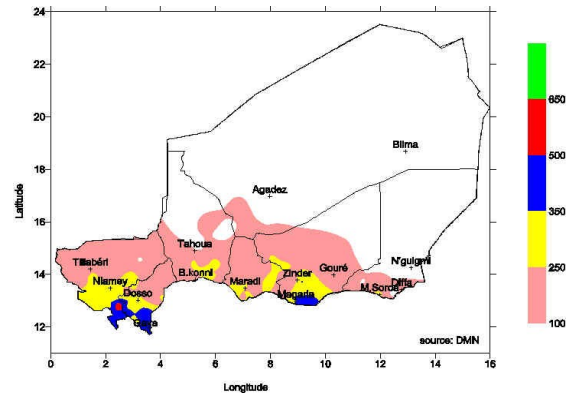 24
22
20
18
16
14
12
Latitude
Bilma
Agadez
Tahoua
Tillabéri
B.konni
Maradi
Zinder
Gouré
N'guigmi
Niamey
Dosso
Magaria
M.Soroa
Diffa
Gaya
source: DMN
0 2 4 6 8 10 12 14 16
Longitude
650
500
350
250
100